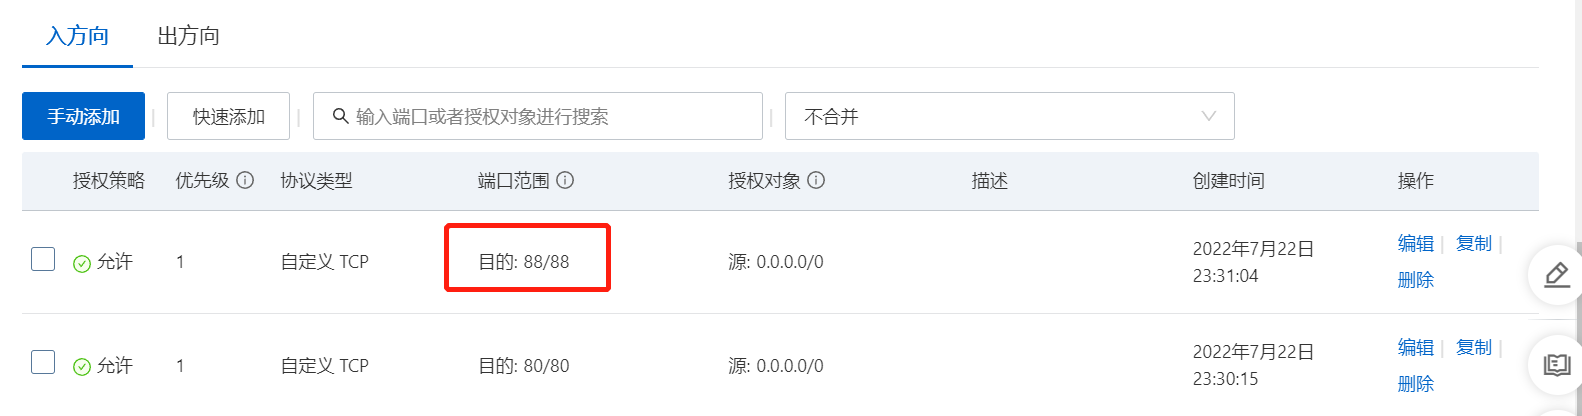 入方向 出方向
手动添加 快速添加 输入端口或者授权对象进行搜索 不合并
授权策略 优先级 协议类型 端口范围 授权对象 描述 创建时间 操作
允许 1 自定义 TCP 目的: 88/88 源: 0.0.0.0/0 2022年7月22日 23:31:04 编辑 复制 删除
允许 1 自定义 TCP 目的: 80/80 源: 0.0.0.0/0 2022年7月22日 23:30:15 编辑 复制 删除